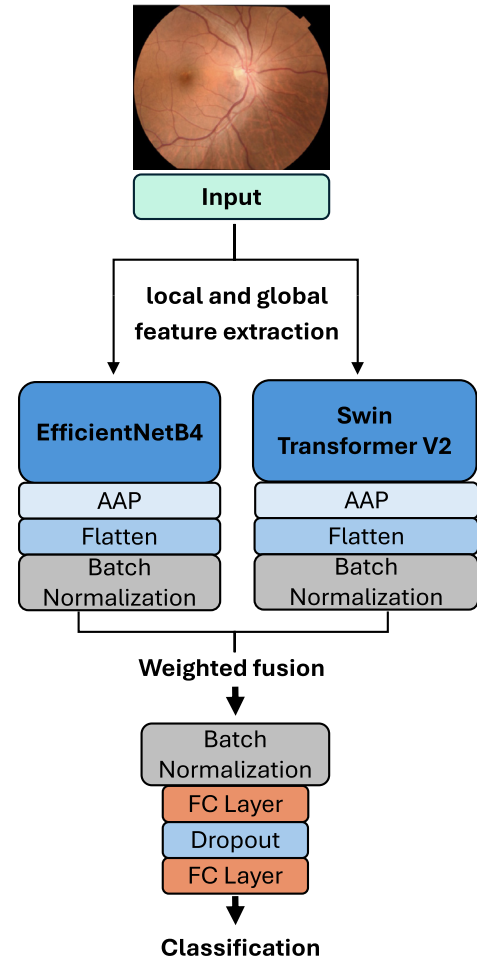 Input
local and global
feature extraction
EfficientNetB4
Swin
Transformer V2
AAP
AAP
Flatten
Flatten
Batch
Normalization
Batch
Normalization
Weighted fusion
Batch
Normalization
FC Layer
Dropout
FC Layer
Classification